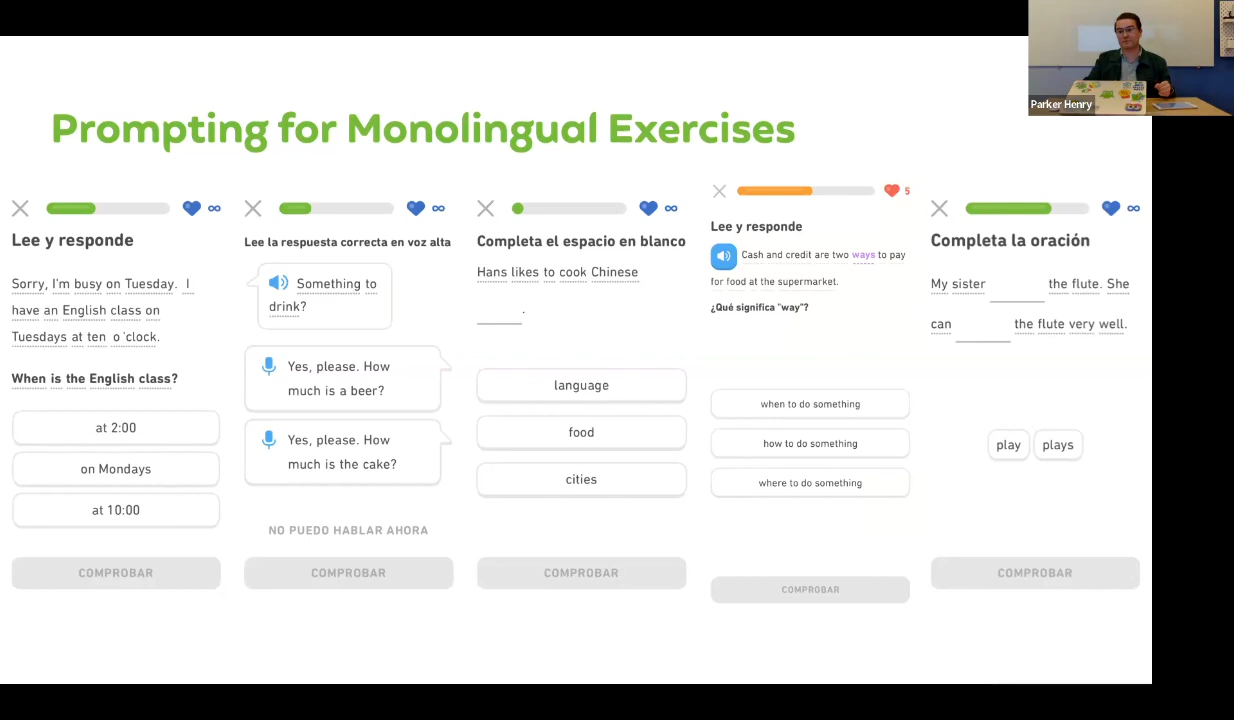 Parker Henry
Prompting for Monolingual Exercises
∞
Lee y responde
Sorry, I'm busy on Tuesday. I
have an English class on
Tuesdays at ten o 'clock.
When is the English class?
at 2:00
on Mondays
at 10:00
COMPROBAR
∞
Lee la respuesta correcta en voz alta
Something to
drink?
Yes, please. How
much is a beer?
Yes, please. How
much is the cake?
NO PUEDO HABLAR AHORA
COMPROBAR
∞
Completa el espacio en blanco
Hans likes to cook Chinese
______.
language
food
cities
COMPROBAR
5
Lee y responde
Cash and credit are two ways to pay
for food at the supermarket.
¿Qué significa "way"?
when to do something
how to do something
where to do something
COMPROBAR
∞
Completa la oración
My sister ______ the flute. She
can ______ the flute very well.
play plays
COMPROBAR